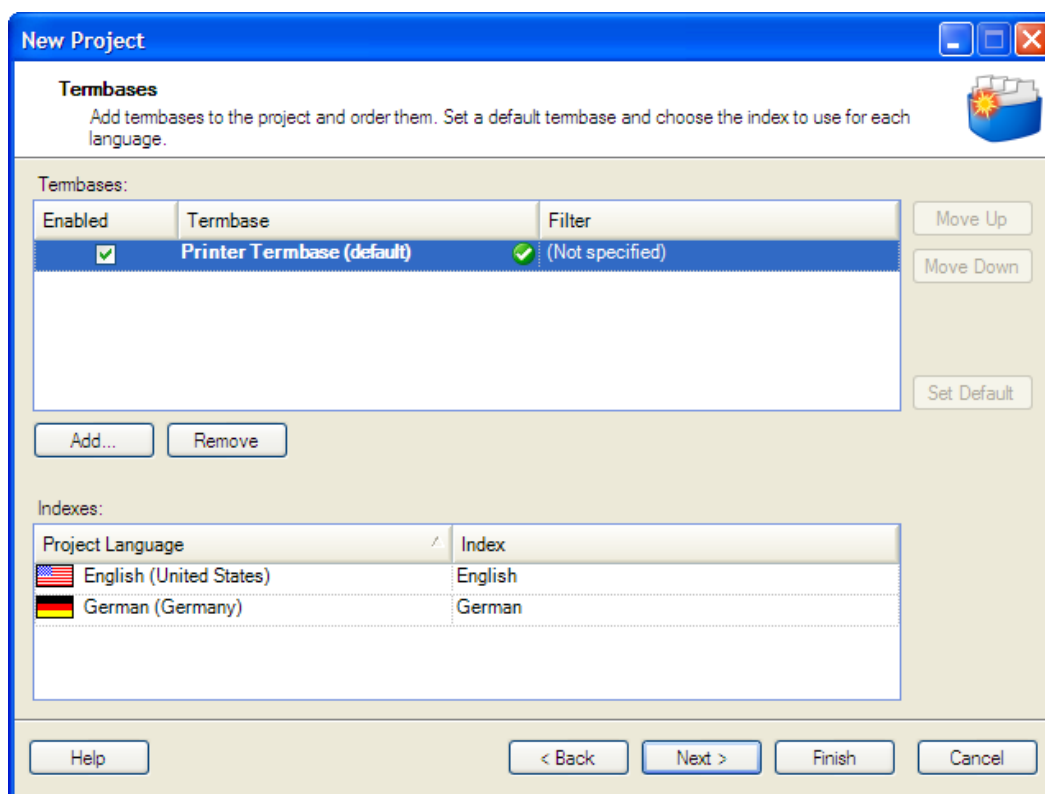 New Project
Termbases
Add termbases to the project and order them. Set a default termbase and choose the index to use for each
language.
Termbases:
Enabled Termbase Filter
Printer Termbase (default) (Not specified)
Move Up
Move Down
Set Default
Add... Remove
Indexes:
Project Language Index
English (United States) English
German (Germany) German
Help < Back Next > Finish Cancel